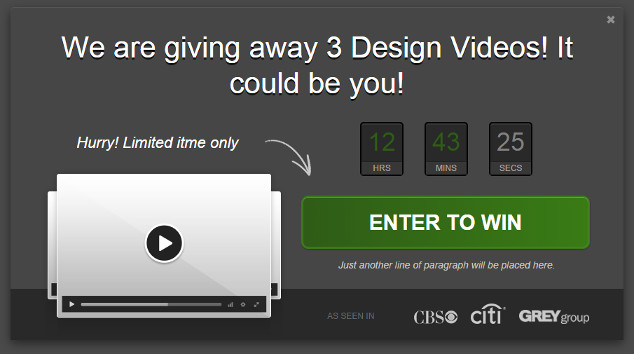 We are giving away 3 Design Videos! It
could be you!
Hurry! Limited itme only
12 43 25
HRS MINS SECS
ENTER TO WIN
Just another line of paragraph will be placed here.
AS SEEN IN CBS citi GREYgroup